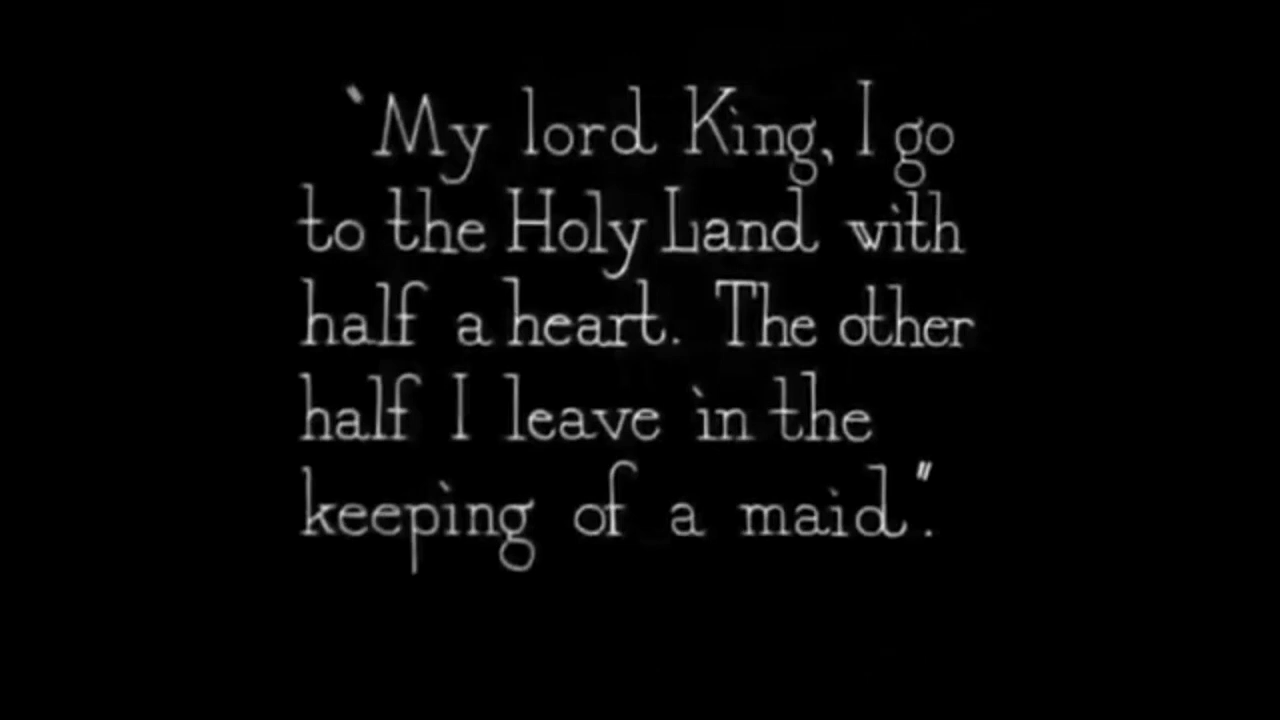 "My lord King, I go
to the Holy Land with
half a heart. The other
half I leave in the
keeping of a maid".